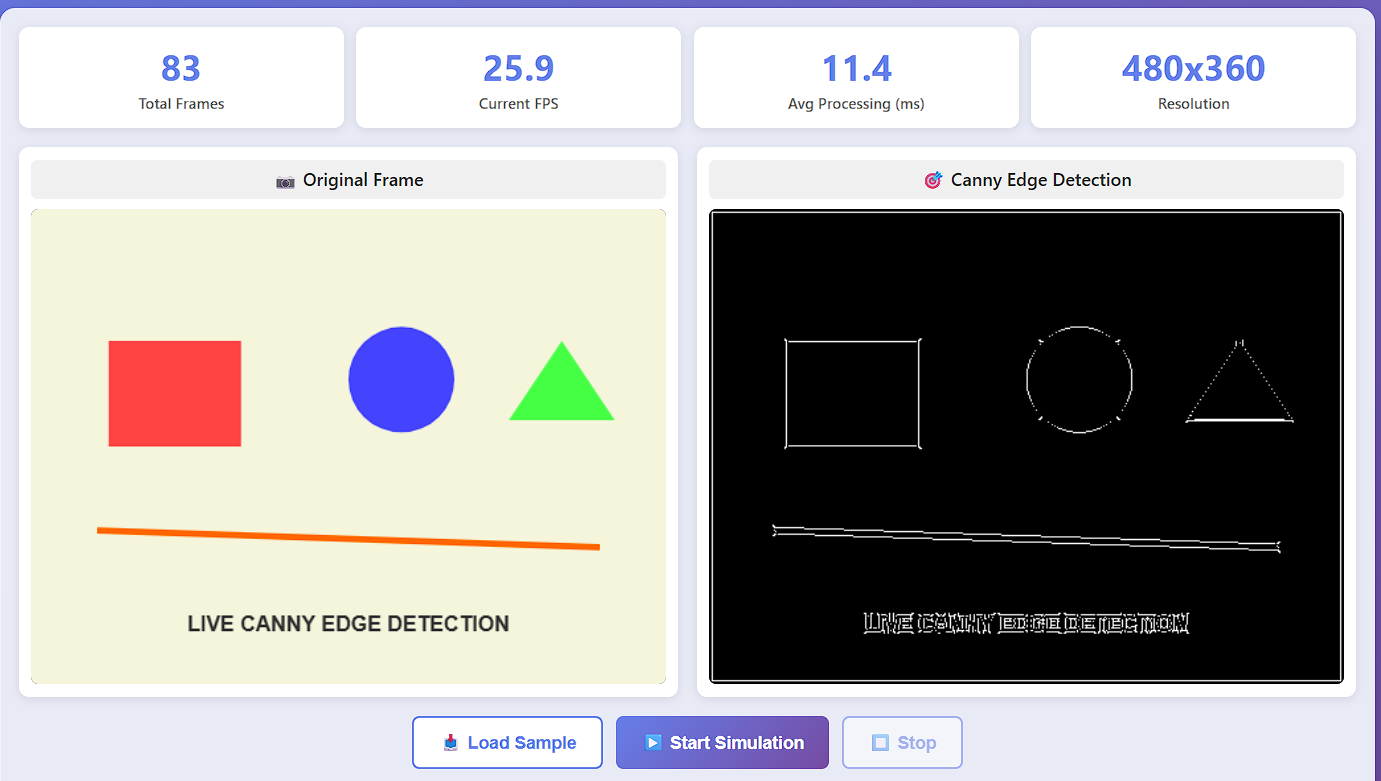 83
Total Frames
25.9
Current FPS
11.4
Avg Processing (ms)
480x360
Resolution
Original Frame
Canny Edge Detection
LIVE CANNY EDGE DETECTION
LIVE CANNY EDGE DETECTION
Load Sample
Start Simulation
Stop